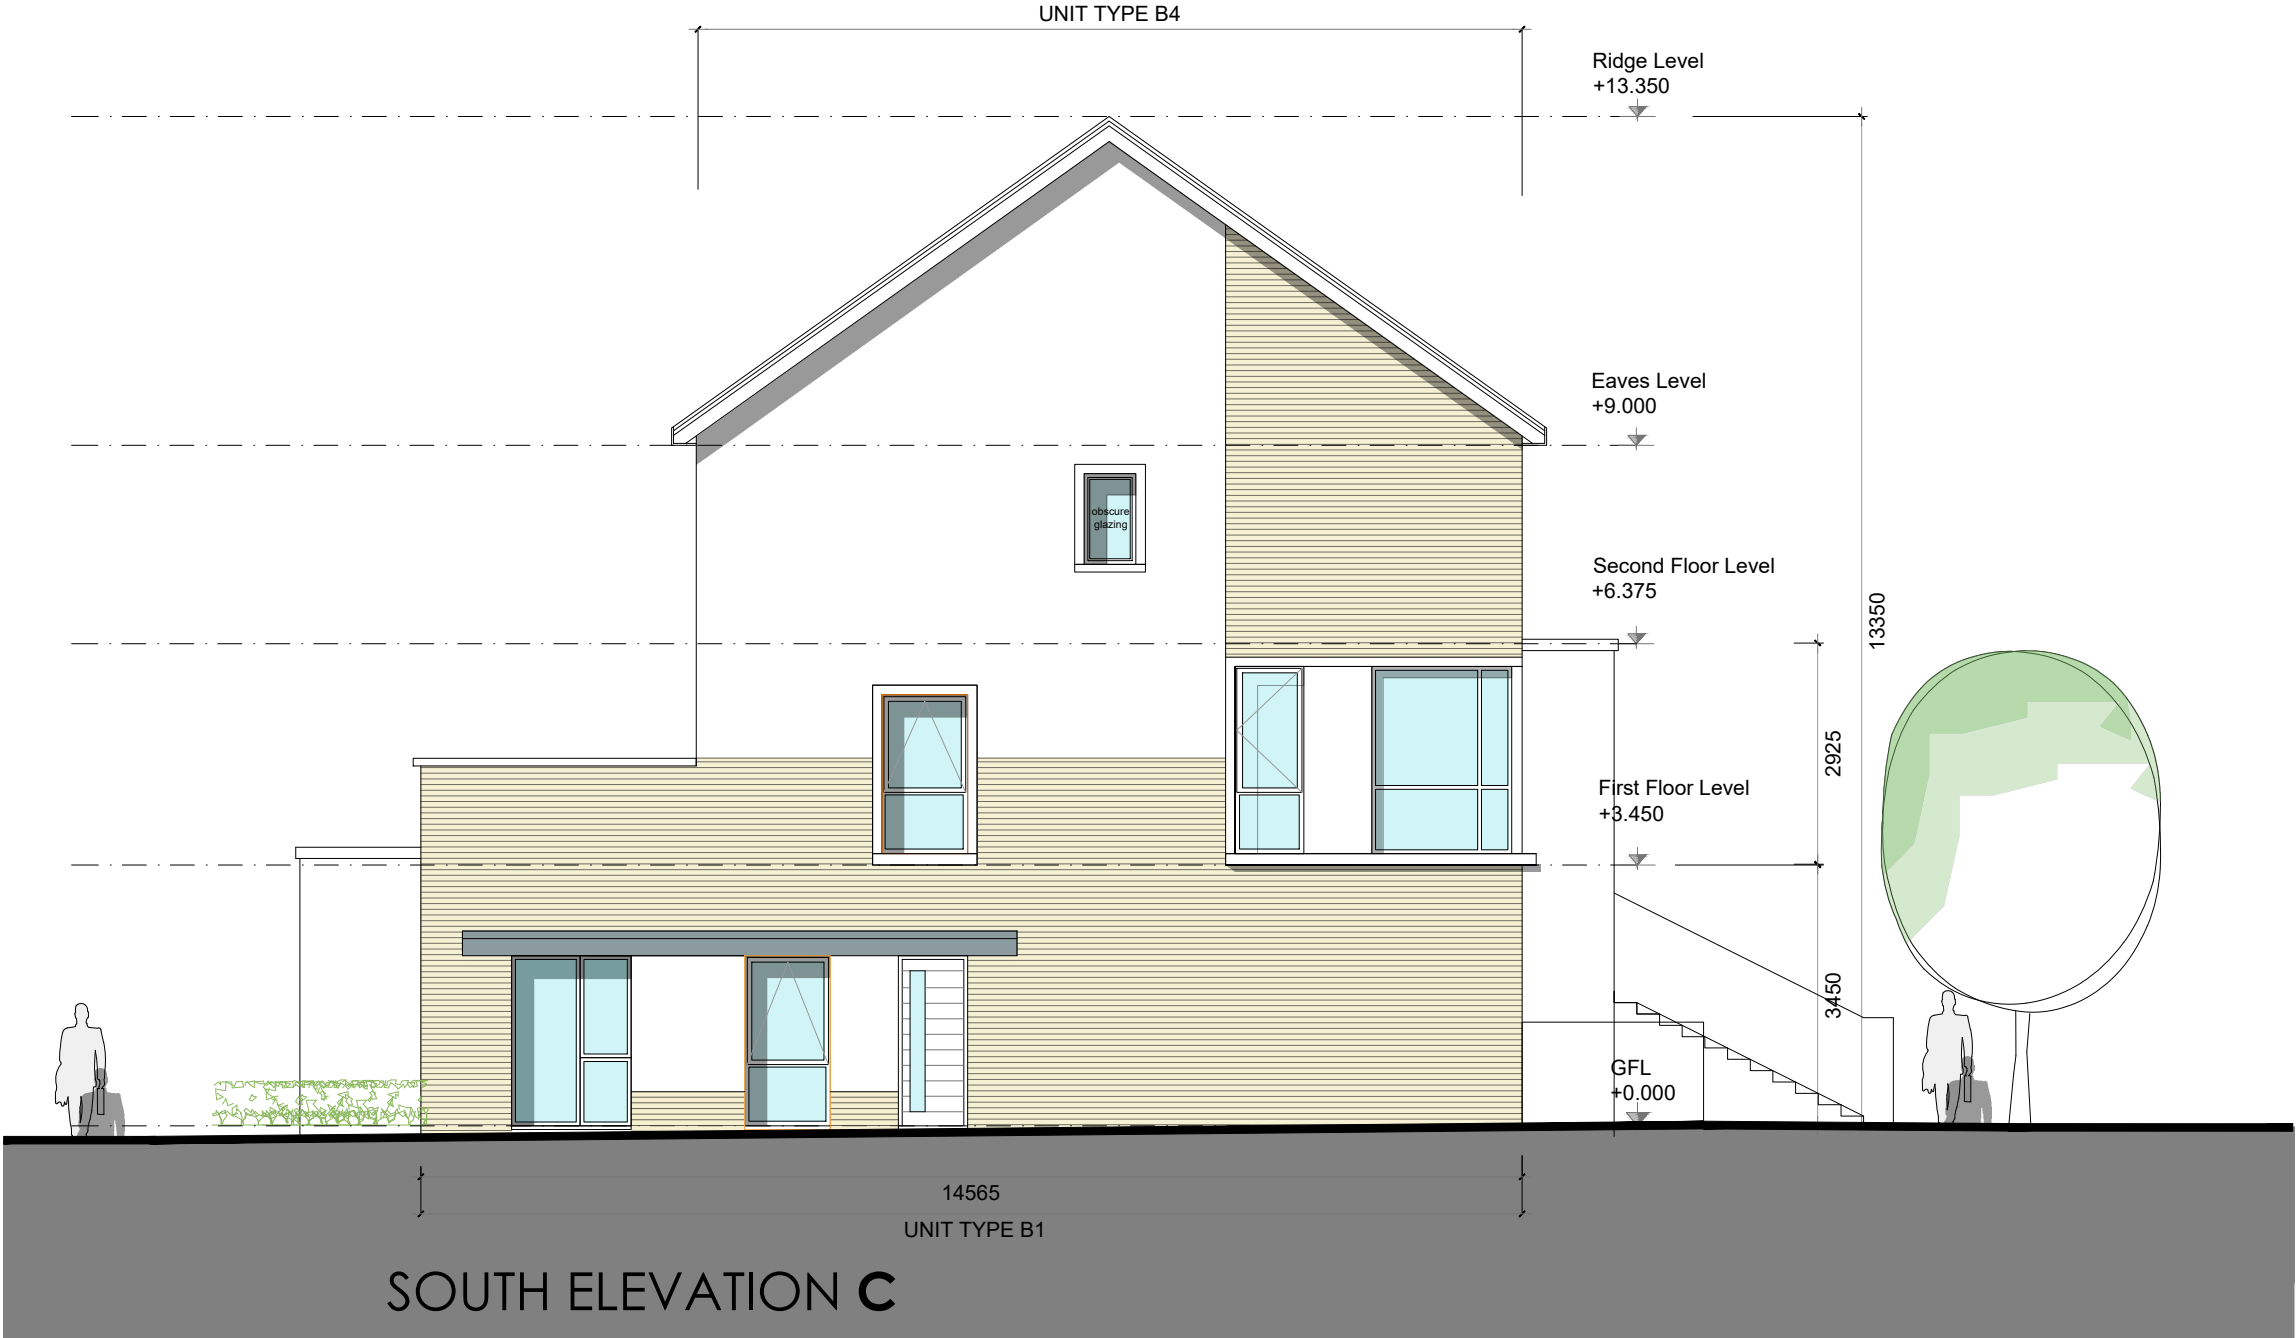 UNIT TYPE B4
Ridge Level
+13.350
Eaves Level
+9.000
obscure
glazing
Second Floor Level
+6.375
13350
2925
First Floor Level
+3.450
3450
GFL
+0.000
14565
UNIT TYPE B1
SOUTH ELEVATION C